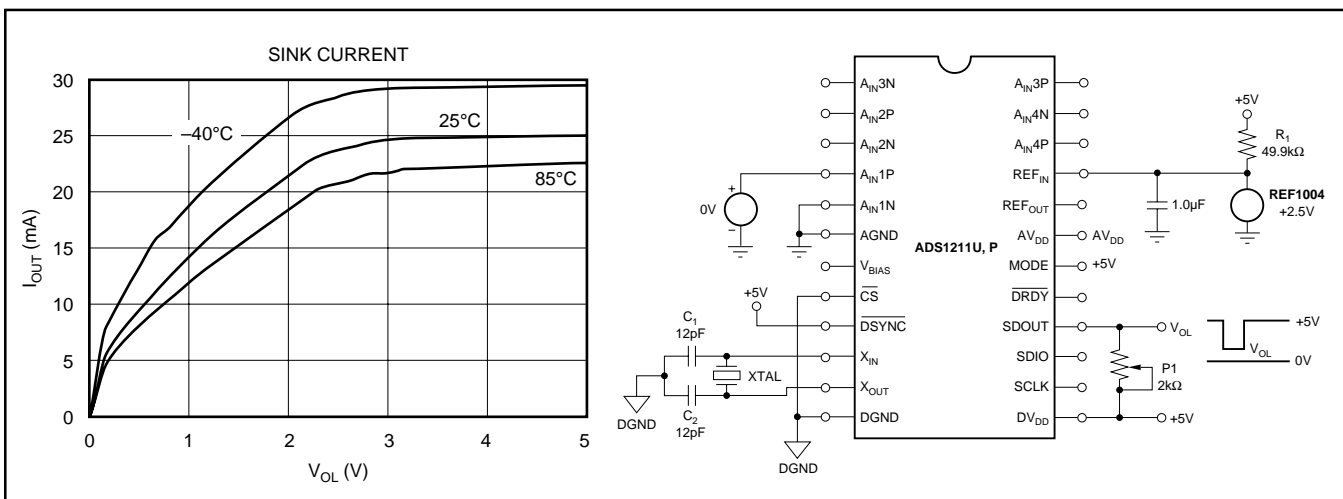 SINK CURRENT
30
25
20
15
10
5
0
I_OUT (mA)
–40°C
25°C
85°C
0
1
2
3
4
5
V_OL (V)
A_IN3N
A_IN2P
A_IN2N
A_IN1P
A_IN1N
AGND
V_BIAS
CS
DSYNC
X_IN
X_OUT
DGND
ADS1211U, P
A_IN3P
A_IN4N
A_IN4P
REF_IN
REF_OUT
AV_DD
MODE
DRDY
SDOUT
SDIO
SCLK
DV_DD
+
0V
–
+5V
C1
12pF
XTAL
C2
12pF
DGND
DGND
+5V
R1
49.9kΩ
1.0µF
REF1004
+2.5V
AV_DD
+5V
V_OL
P1
2kΩ
+5V
+5V
V_OL
0V